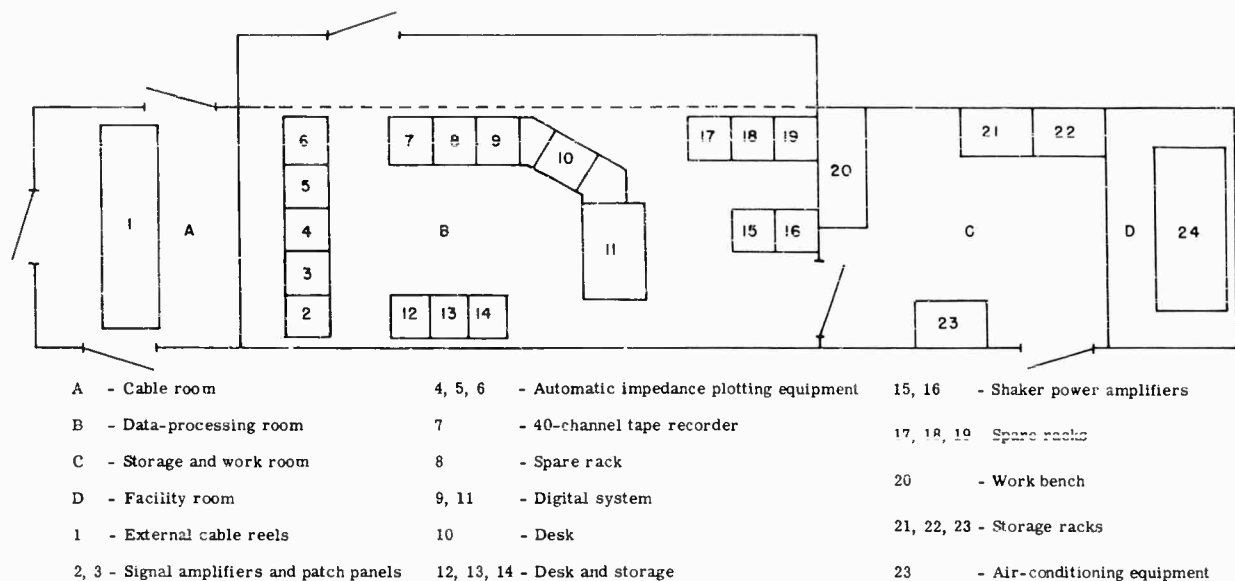 6
7
8
9
10
17
18
19
21
22
20
5
1
A
4
B
11
15
16
C
D
24
3
2
12
13
14
23
A - Cable room
B - Data-processing room
C - Storage and work room
D - Facility room
1 - External cable reels
2, 3 - Signal amplifiers and patch panels
4, 5, 6 - Automatic impedance plotting equipment
7 - 40-channel tape recorder
8 - Spare rack
9, 11 - Digital system
10 - Desk
12, 13, 14 - Desk and storage
15, 16 - Shaker power amplifiers
17, 18, 19 Spare racks
20 - Work bench
21, 22, 23 - Storage racks
23 - Air-conditioning equipment